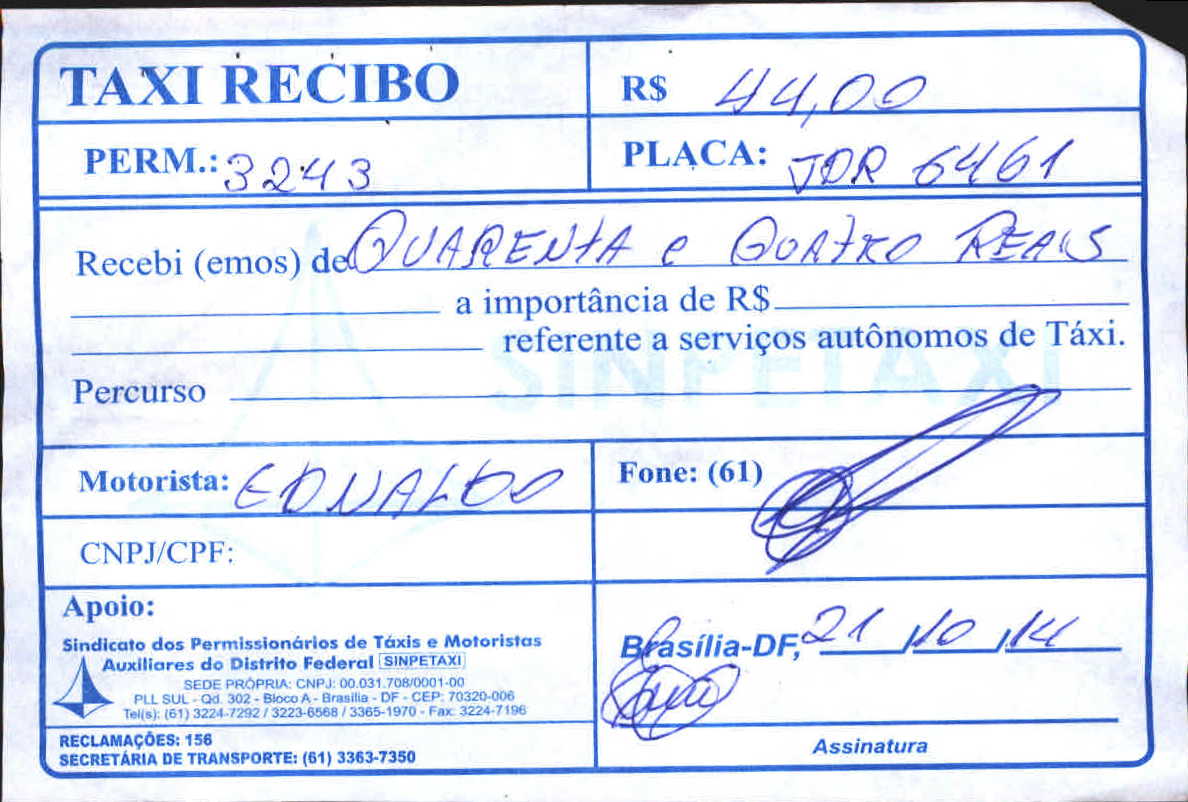 TAXI RECIBO
R$ 44,00
PERM.: 3243
PLACA: JDR 6461
Recebi (emos) de QUARENTA e QUATRO REAIS
a importância de R$
referente a serviços autônomos de Táxi.
Percurso
SINPETAXI
Motorista: EDNALDO
Fone: (61)
CNPJ/CPF:
Apoio:
Sindicato dos Permissionários de Táxis e Motoristas
Auxiliares do Distrito Federal SINPETAXI
SEDE PRÓPRIA: CNPJ: 00.031.708/0001-00
PLL SUL - Qd. 302 - Bloco A - Brasília - DF - CEP: 70320-006
Tel(s): (61) 3224-7292 / 3223-6568 / 3365-1970 - Fax: 3224-7196
RECLAMAÇÕES: 156
SECRETÁRIA DE TRANSPORTE: (61) 3363-7350
Brasília-DF, 21 / 10 / 14
Assinatura